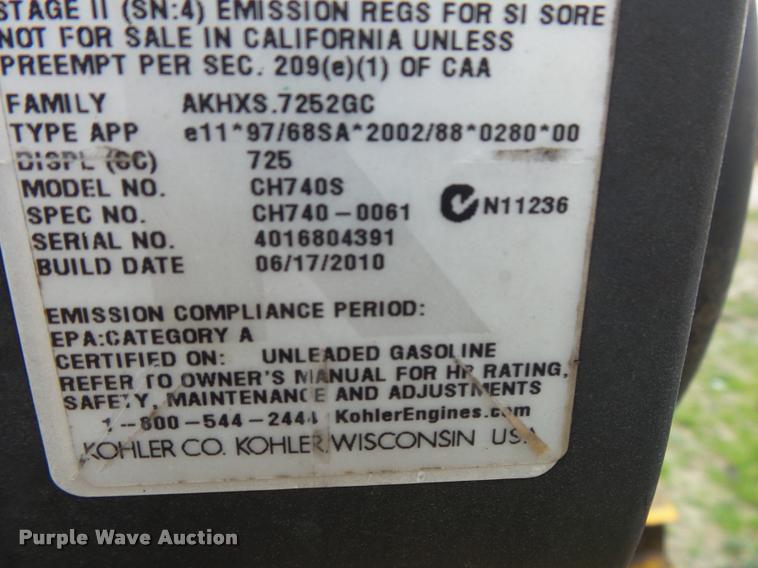 STAGE II (SN:4) EMISSION REGS FOR SI SORE
NOT FOR SALE IN CALIFORNIA UNLESS
PREEMPT PER SEC. 209(e)(1) OF CAA
FAMILY AKHXS.7252GC
TYPE APP e11*97/68SA*2002/88*0280*00
DISPL (CC) 725
MODEL NO. CH740S
SPEC NO. CH740-0061 N11236
SERIAL NO. 4016804391
BUILD DATE 06/17/2010
EMISSION COMPLIANCE PERIOD:
EPA:CATEGORY A
CERTIFIED ON: UNLEADED GASOLINE
REFER TO OWNER'S MANUAL FOR HP RATING,
SAFETY, MAINTENANCE AND ADJUSTMENTS
1-800-544-2444 KohlerEngines.com
KOHLER CO. KOHLER, WISCONSIN USA
Purple Wave Auction